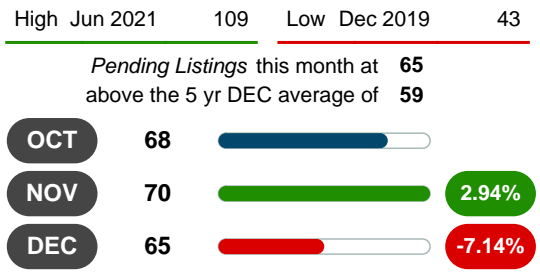 High Jun 2021 109 Low Dec 2019 43
Pending Listings this month at 65
above the 5 yr DEC average of 59
OCT 68
NOV 70 2.94%
DEC 65 -7.14%